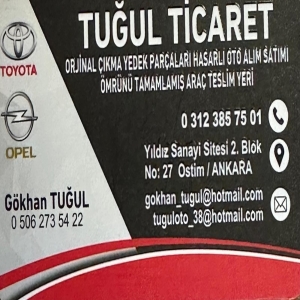 TUĞUL TİCARET
ORJİNAL ÇIKMA YEDEK PARÇALARI HASARLI OTO ALIM SATIMI
ÖMRÜNÜ TAMAMLAMIŞ ARAÇ TESLİM YERİ
TOYOTA
OPEL
0 312 385 75 01
Yıldız Sanayi Sitesi 2. Blok
No: 27 Ostim / ANKARA
Gökhan TUĞUL
0 506 273 54 22
gokhan_tugul@hotmail.com
tuguloto_38@hotmail.com